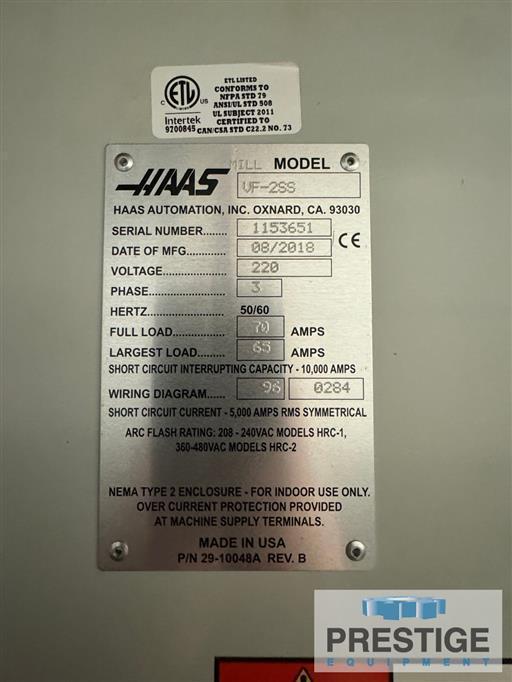 ETL LISTED
CONFORMS TO
NFPA STD 79
ANSI/UL STD 508
UL SUBJECT 2011
CERTIFIED TO
CAN/CSA STD C22.2 NO. 73
C ETL US
Intertek
9700845
HAAS
MILL MODEL
VF-2SS
HAAS AUTOMATION, INC. OXNARD, CA. 93030
SERIAL NUMBER....... 1153651
DATE OF MFG............. 08/2018 CE
VOLTAGE................... 220
PHASE........................ 3
HERTZ 50/60
FULL LOAD................ 70 AMPS
LARGEST LOAD........ 65 AMPS
SHORT CIRCUIT INTERRUPTING CAPACITY - 10,000 AMPS
WIRING DIAGRAM...... 96 0284
SHORT CIRCUIT CURRENT - 5,000 AMPS RMS SYMMETRICAL
ARC FLASH RATING: 208 - 240VAC MODELS HRC-1,
360-480VAC MODELS HRC-2
NEMA TYPE 2 ENCLOSURE - FOR INDOOR USE ONLY.
OVER CURRENT PROTECTION PROVIDED
AT MACHINE SUPPLY TERMINALS.
MADE IN USA
P/N 29-10048A REV. B
PRESTIGE
EQUIPMENT